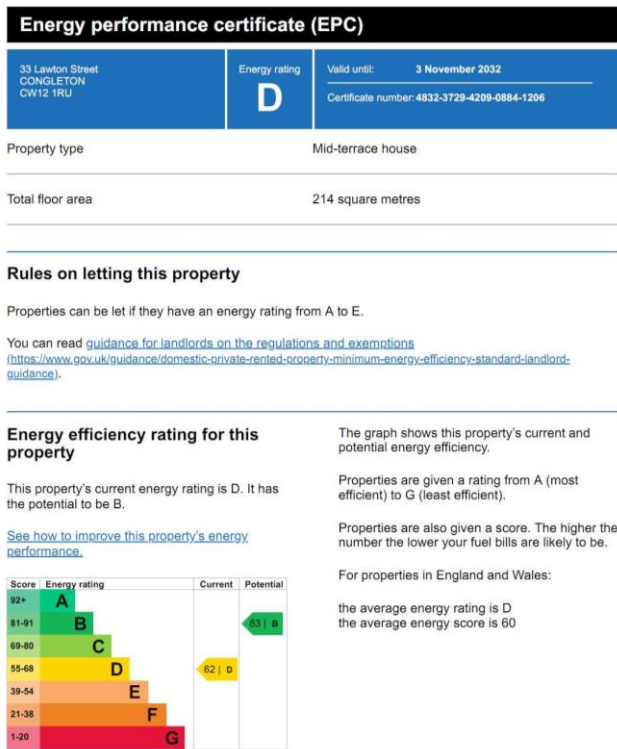 Energy performance certificate (EPC)
33 Lawton Street
CONGLETON
CW12 1RU
Energy rating
D
Valid until: 3 November 2032
Certificate number: 4832-3729-4209-0884-1206
Property type Mid-terrace house
Total floor area 214 square metres
Rules on letting this property
Properties can be let if they have an energy rating from A to E.
You can read guidance for landlords on the regulations and exemptions
(https://www.gov.uk/guidance/domestic-private-rented-property-minimum-energy-efficiency-standard-landlord-
guidance).
Energy efficiency rating for this
property
This property's current energy rating is D. It has
the potential to be B.
See how to improve this property's energy
performance.
Score Energy rating Current Potential
92+ A
81-91 B 83 | B
69-80 C
55-68 D 62 | D
39-54 E
21-38 F
1-20 G
The graph shows this property's current and
potential energy efficiency.
Properties are given a rating from A (most
efficient) to G (least efficient).
Properties are also given a score. The higher the
number the lower your fuel bills are likely to be.
For properties in England and Wales:
the average energy rating is D
the average energy score is 60